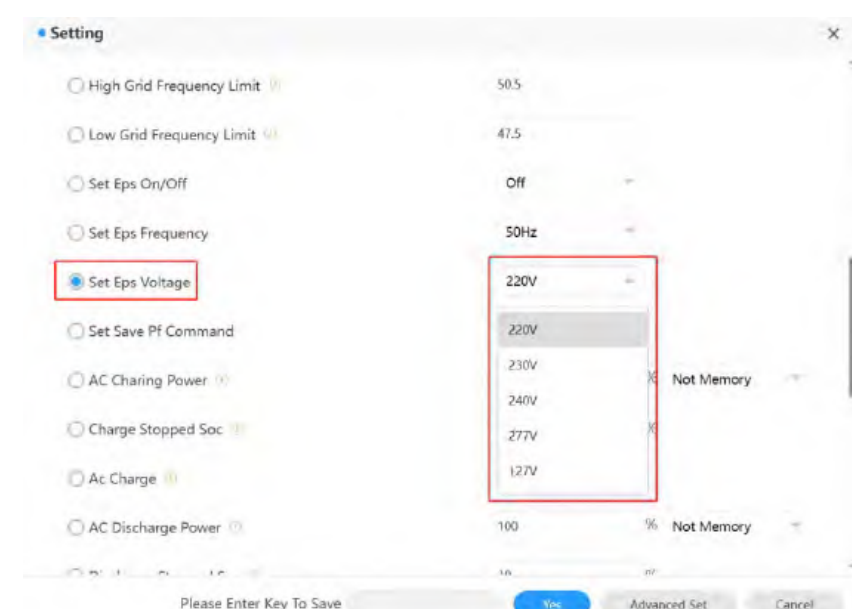 Setting
High Grid Frequency Limit 50.5
Low Grid Frequency Limit 47.5
Set Eps On/Off Off
Set Eps Frequency 50Hz
Set Eps Voltage 220V
Set Save Pf Command 220V
230V
AC Charing Power % Not Memory
240V
Charge Stopped Soc %
277V
Ac Charge 127V
AC Discharge Power 100 % Not Memory
10 %
Please Enter Key To Save Yes Advanced Set Cancel